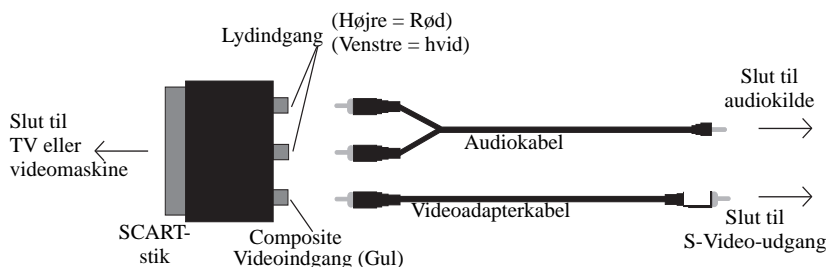 Lydindgang
(Højre = Rød)
(Venstre = hvid)
Slut til
TV eller
videomaskine
SCART-
stik
Composite
Videoindgang (Gul)
Audiokabel
Videoadapterkabel
Slut til
audiokilde
Slut til
S-Video-udgang